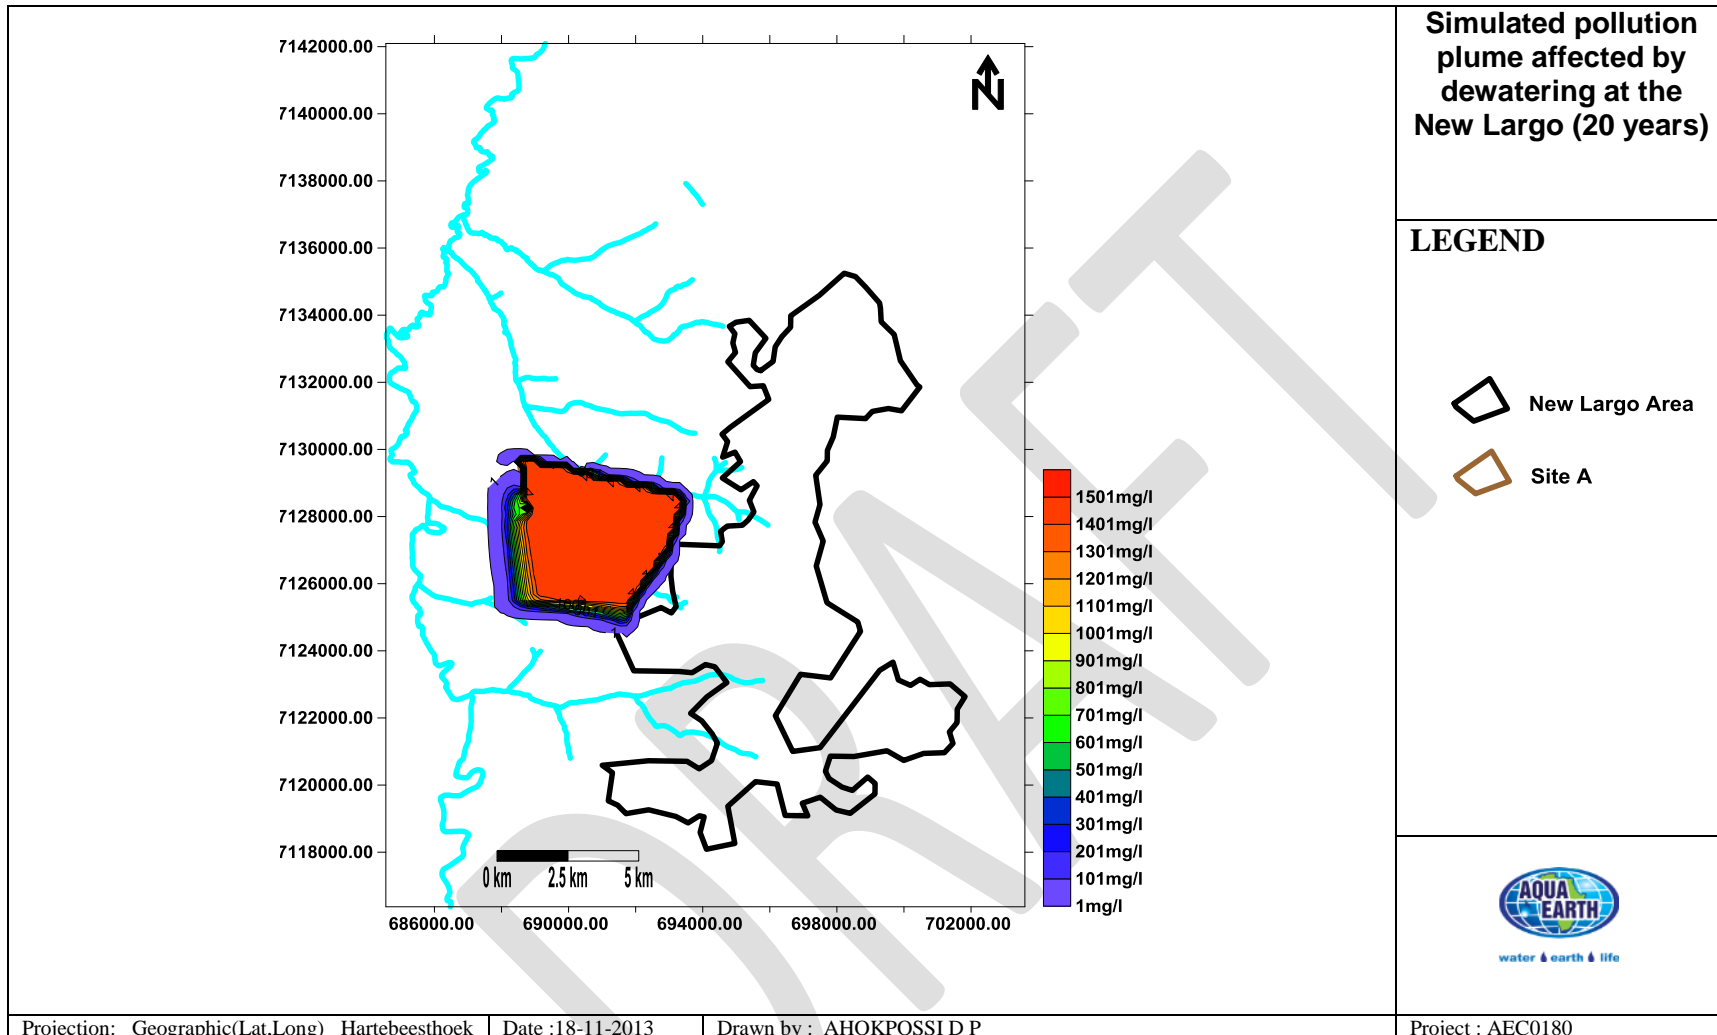 Simulated pollution
plume affected by
dewatering at the
New Largo (20 years)
LEGEND
New Largo Area
Site A
N
7142000.00
7140000.00
7138000.00
7136000.00
7134000.00
7132000.00
7130000.00
7128000.00
7126000.00
7124000.00
7122000.00
7120000.00
7118000.00
686000.00 690000.00 694000.00 698000.00 702000.00
0 km 2.5 km 5 km
1501mg/l
1401mg/l
1301mg/l
1201mg/l
1101mg/l
1001mg/l
901mg/l
801mg/l
701mg/l
601mg/l
501mg/l
401mg/l
301mg/l
201mg/l
101mg/l
1mg/l
DRAFT
AQUA
EARTH
water earth life
Projection: Geographic(Lat,Long) Hartebeesthoek
Date :18-11-2013
Drawn by : AHOKPOSSI D P
Project : AEC0180